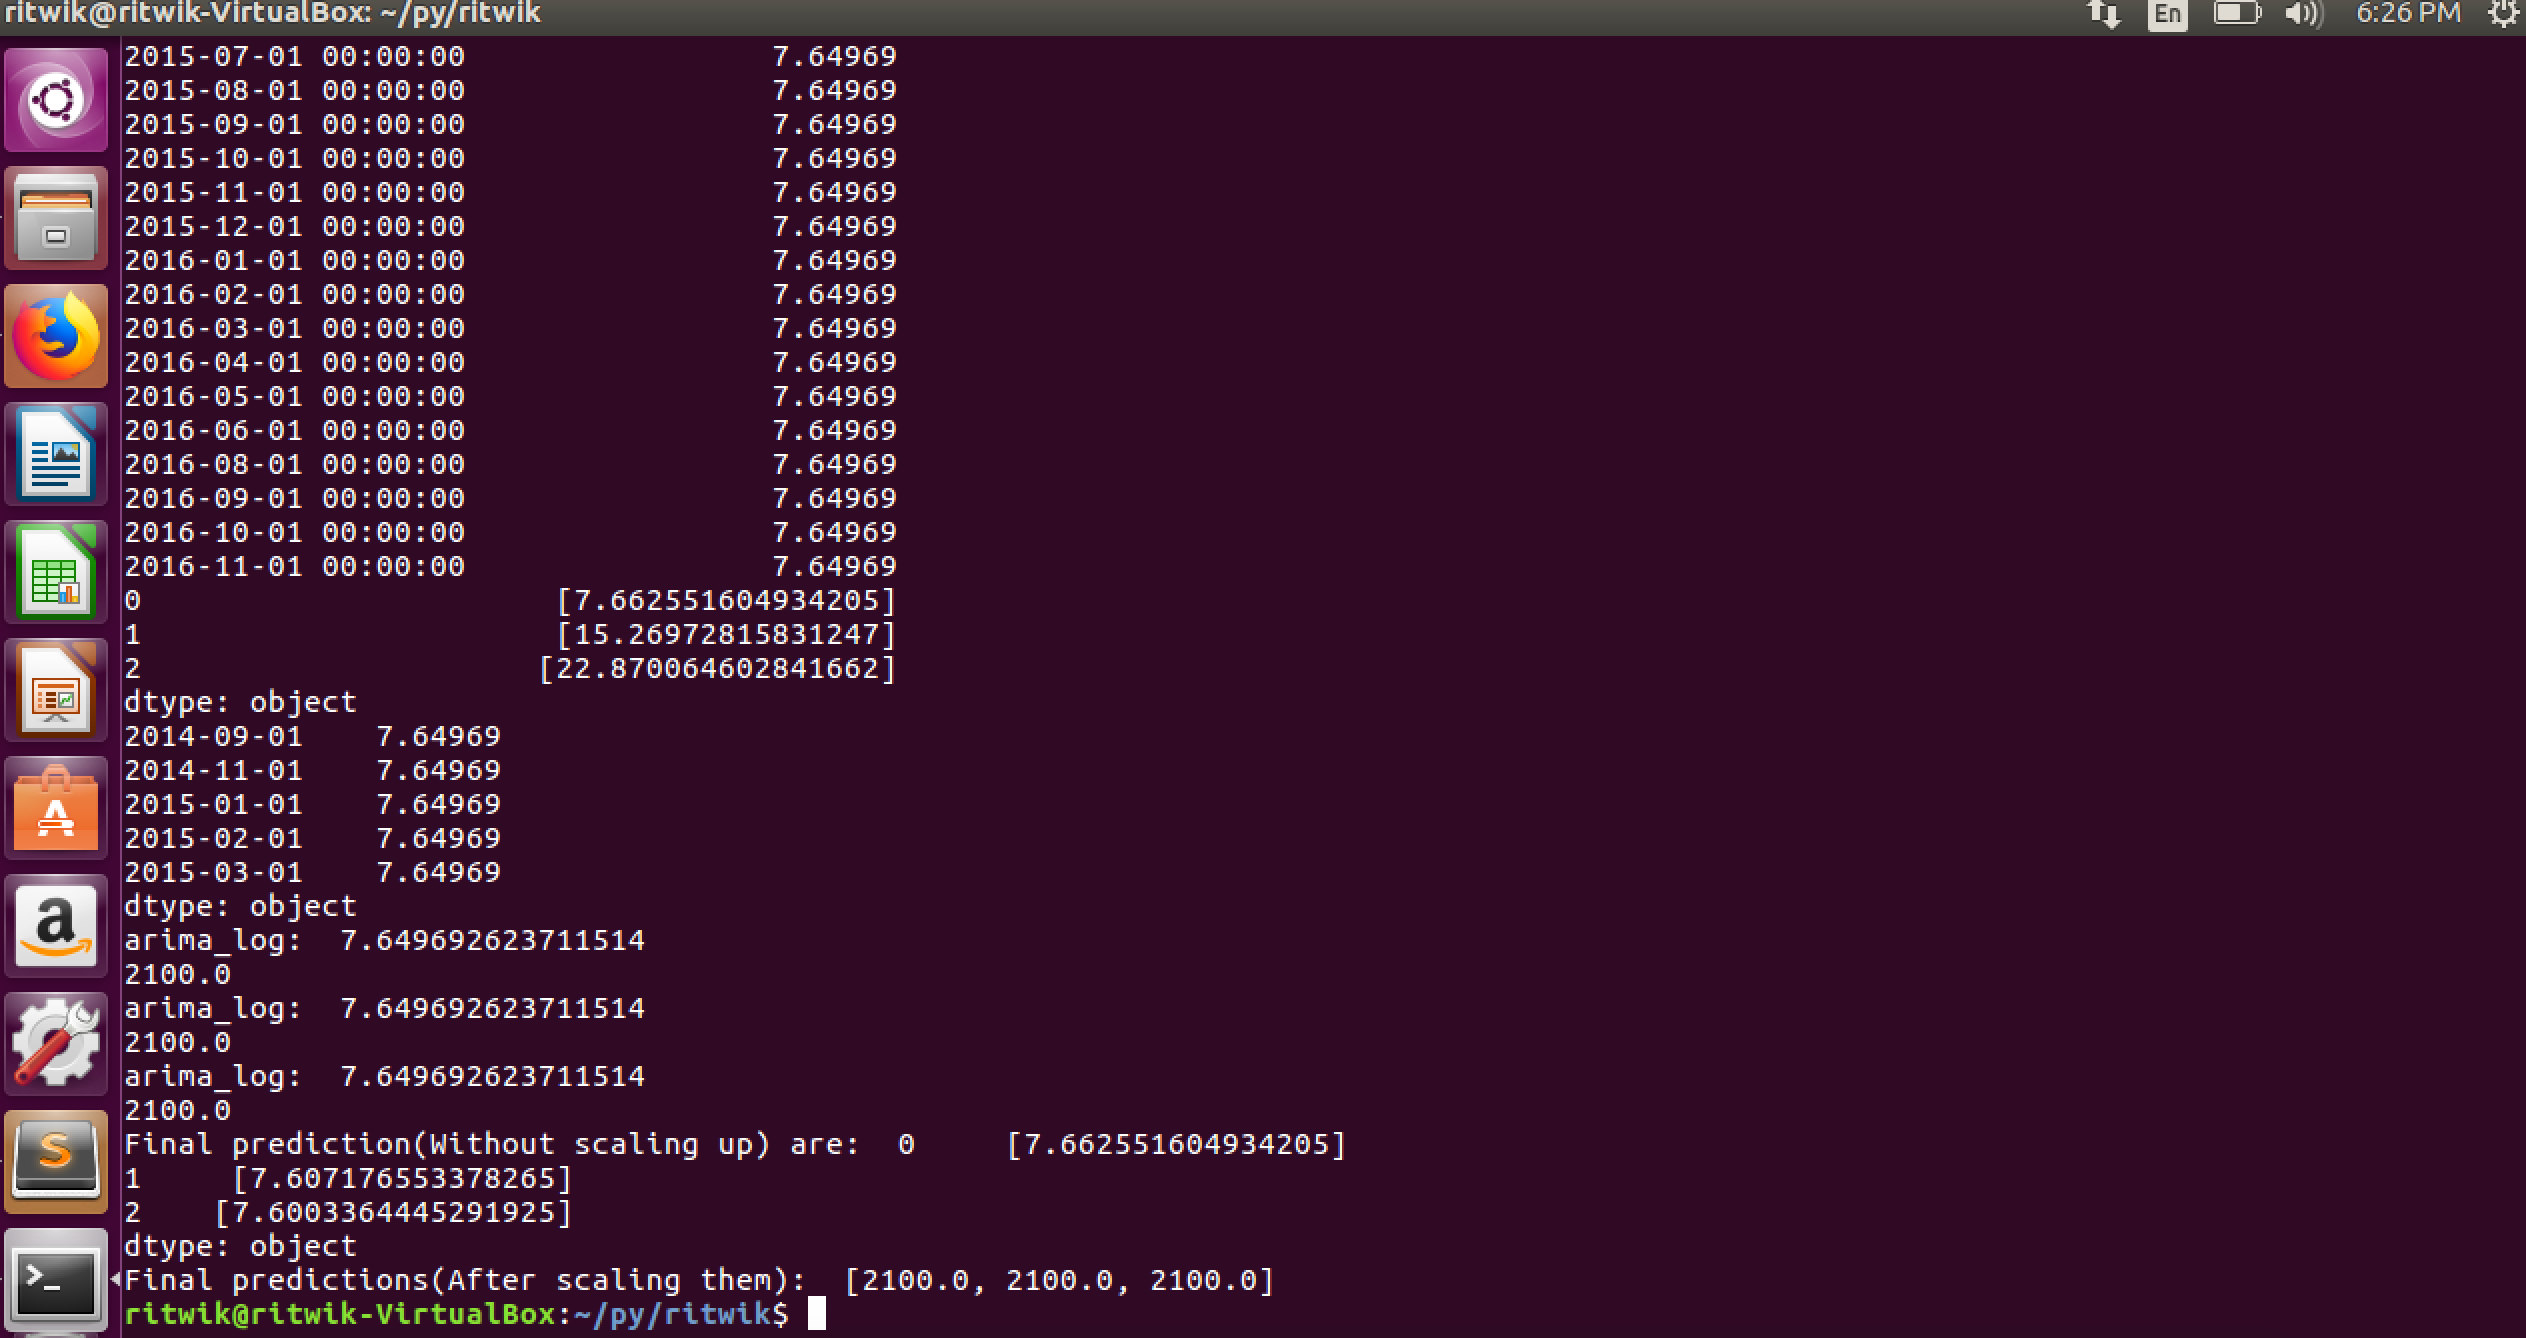 ritwik@ritwik-VirtualBox: ~/py/ritwik En 6:26 PM
2015-07-01 00:00:00 7.64969
2015-08-01 00:00:00 7.64969
2015-09-01 00:00:00 7.64969
2015-10-01 00:00:00 7.64969
2015-11-01 00:00:00 7.64969
2015-12-01 00:00:00 7.64969
2016-01-01 00:00:00 7.64969
2016-02-01 00:00:00 7.64969
2016-03-01 00:00:00 7.64969
2016-04-01 00:00:00 7.64969
2016-05-01 00:00:00 7.64969
2016-06-01 00:00:00 7.64969
2016-08-01 00:00:00 7.64969
2016-09-01 00:00:00 7.64969
2016-10-01 00:00:00 7.64969
2016-11-01 00:00:00 7.64969
0 [7.662551604934205]
1 [15.26972815831247]
2 [22.870064602841662]
dtype: object
2014-09-01 7.64969
2014-11-01 7.64969
2015-01-01 7.64969
2015-02-01 7.64969
2015-03-01 7.64969
dtype: object
arima_log: 7.649692623711514
2100.0
arima_log: 7.649692623711514
2100.0
arima_log: 7.649692623711514
2100.0
Final prediction(Without scaling up) are: 0 [7.662551604934205]
1 [7.607176553378265]
2 [7.6003364445291925]
dtype: object
Final predictions(After scaling them): [2100.0, 2100.0, 2100.0]
ritwik@ritwik-VirtualBox:~/py/ritwik$